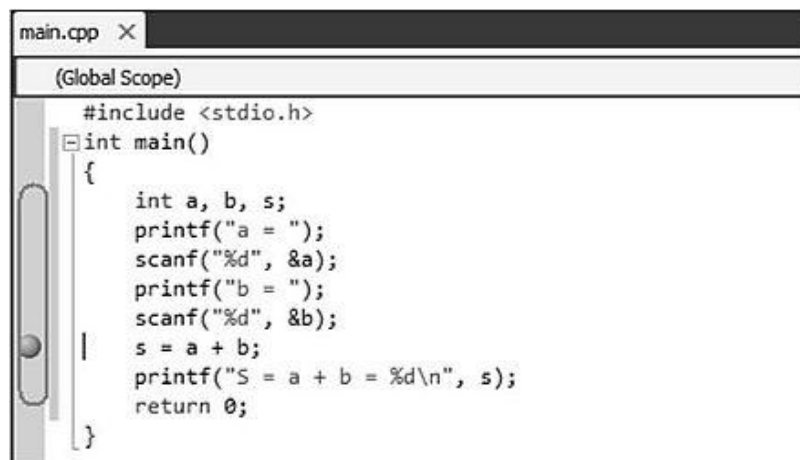 main.cpp ×
(Global Scope)
#include <stdio.h>
int main()
{
    int a, b, s;
    printf("a = ");
    scanf("%d", &a);
    printf("b = ");
    scanf("%d", &b);
    s = a + b;
    printf("S = a + b = %d\n", s);
    return 0;
}